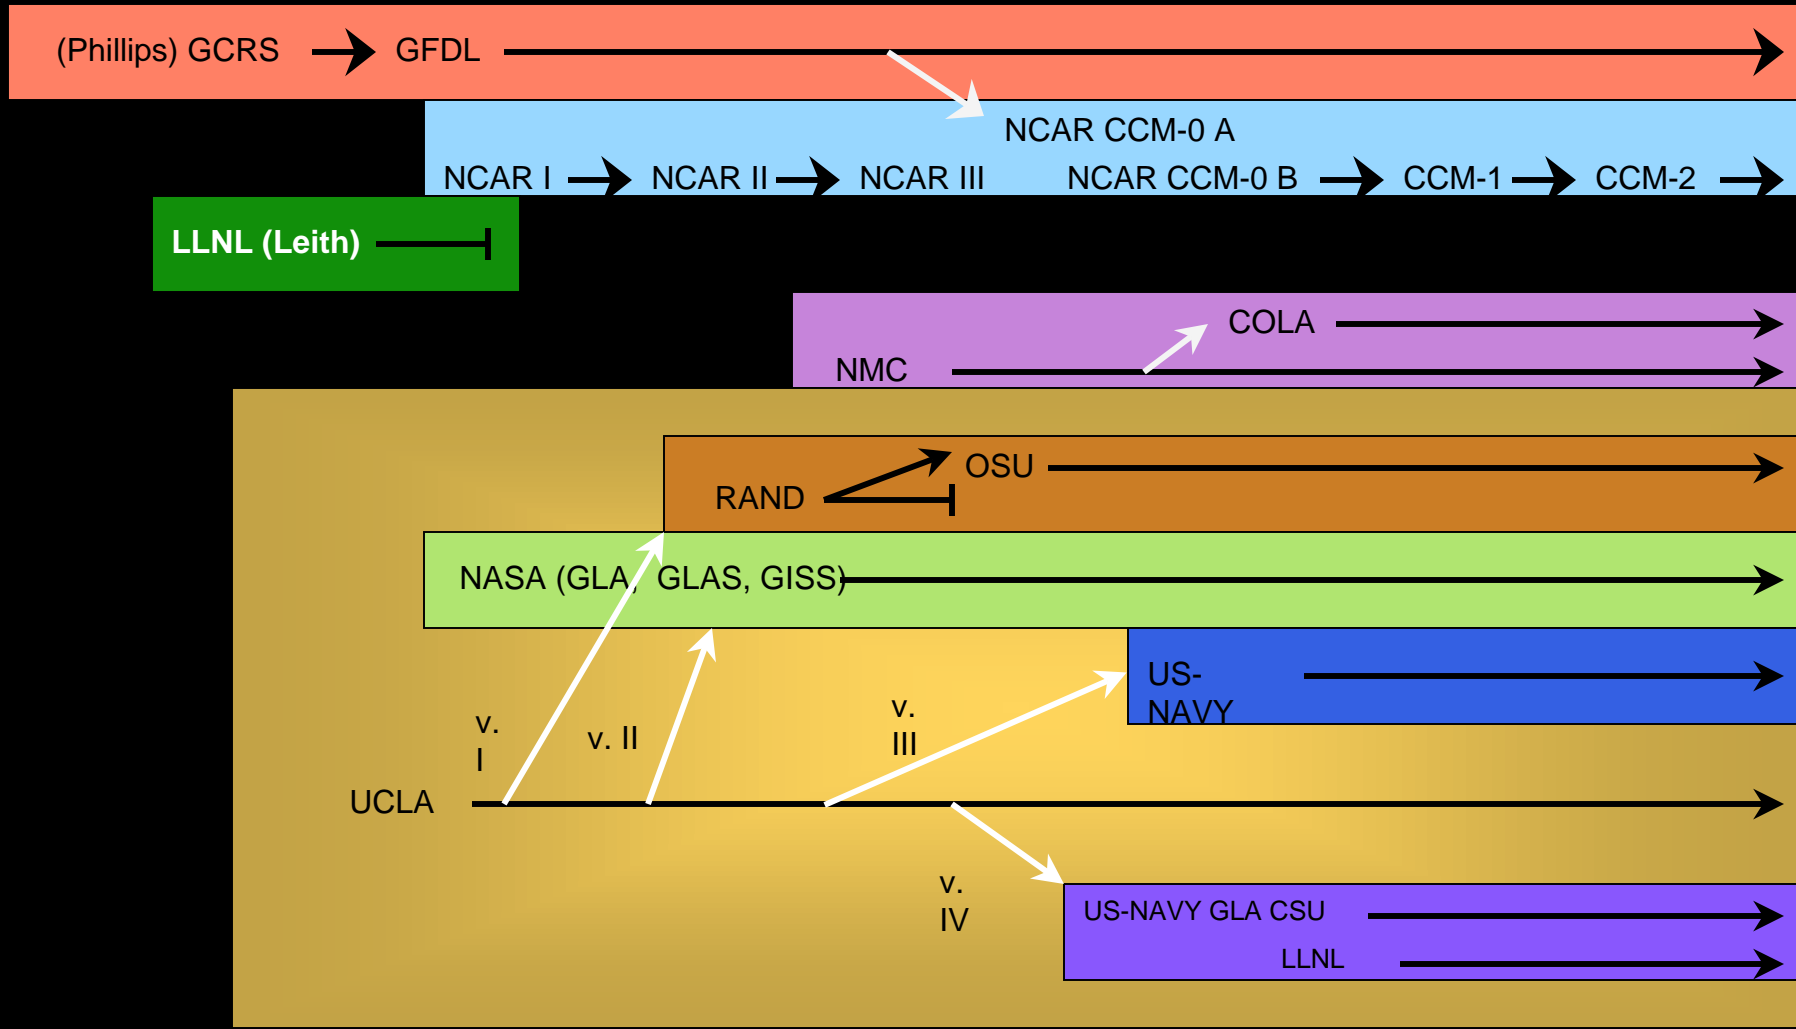 (Phillips) GCRS
GFDL
NCAR CCM-0 A
NCAR I
NCAR II
NCAR III
NCAR CCM-0 B
CCM-1
CCM-2
LLNL (Leith)
COLA
NMC
OSU
RAND
NASA (GLA, GLAS, GISS)
US-
NAVY
v.
I
v. II
v.
III
UCLA
v.
IV
US-NAVY GLA CSU
LLNL